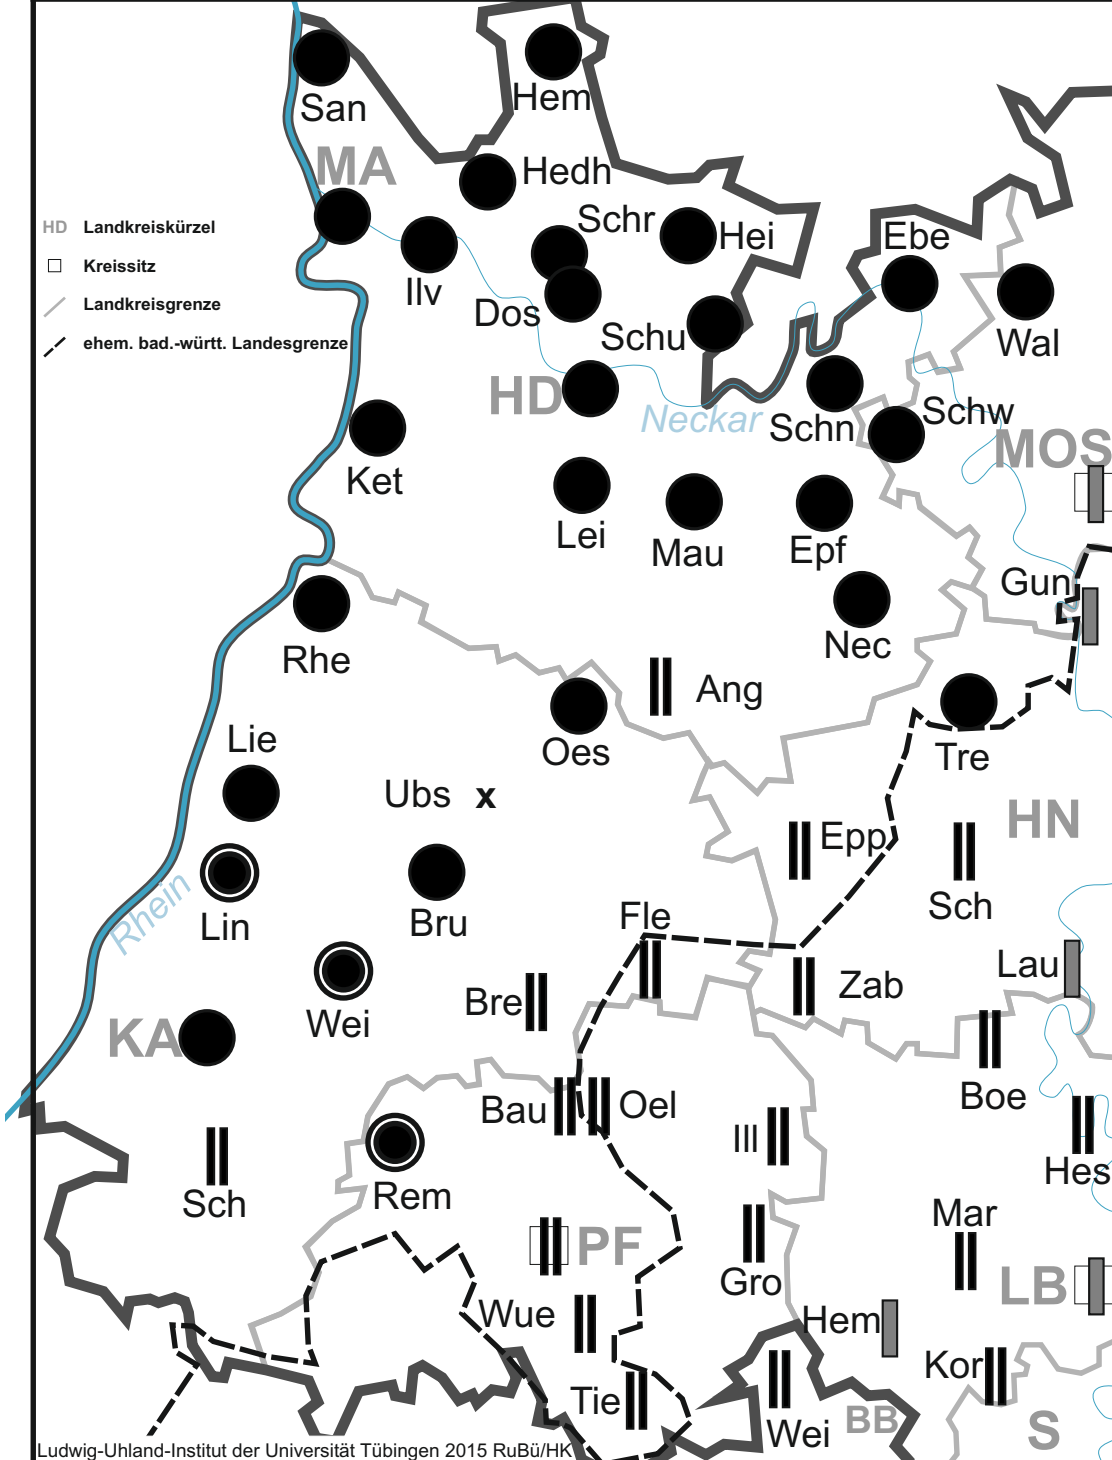 San
Hem
MA
Hedh
Schr
Hei
Ebe
HD Landkreiskürzel
Kreissitz
Landkreisgrenze
ehem. bad.-württ. Landesgrenze
Ilv
Dos
Schu
Wal
HD
Neckar
Schn
Schw
MOS
Ket
Lei
Mau
Epf
Gun
Rhe
Nec
Ang
Oes
Tre
Lie
Ubs x
HN
Epp
Rhein
Lin
Bru
Fle
Sch
Wei
Bre
Zab
Lau
KA
Bau
Oel
Boe
Ill
Hes
Sch
Rem
Mar
PF
Gro
LB
Wue
Hem
Kor
Tie
Wei
BB
S
Ludwig-Uhland-Institut der Universität Tübingen 2015 RuBü/HK